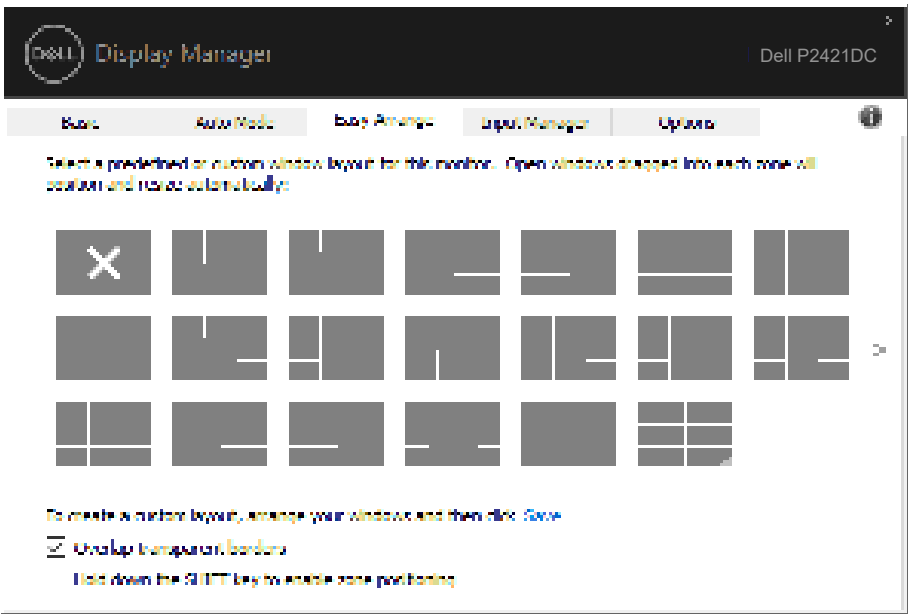 DELL Display Manager
Dell P2421DC
Basic Auto Mode Easy Arrange Input Manager Options
Select a predefined or custom window layout for this monitor. Open windows dragged into each zone will
position and resize automatically:
To create a custom layout, arrange your windows and then click Save
Overlap transparent borders
Hold down the SHIFT key to enable zone positioning